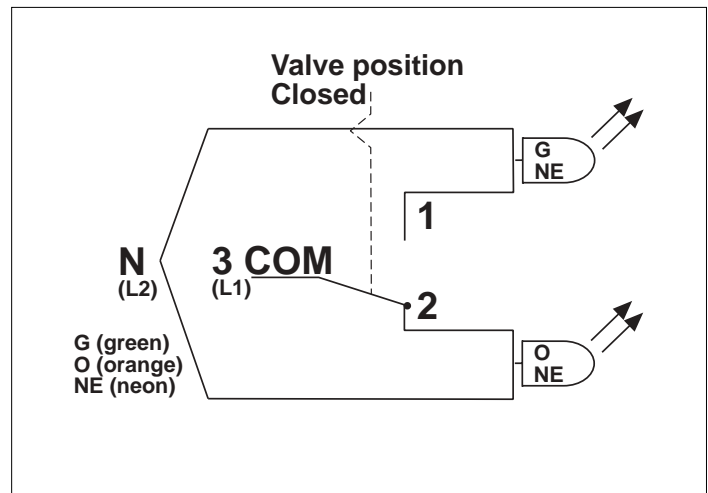 Valve position
Closed
G
NE
1
N
(L2)
3 COM
(L1)
2
G (green)
O (orange)
NE (neon)
O
NE